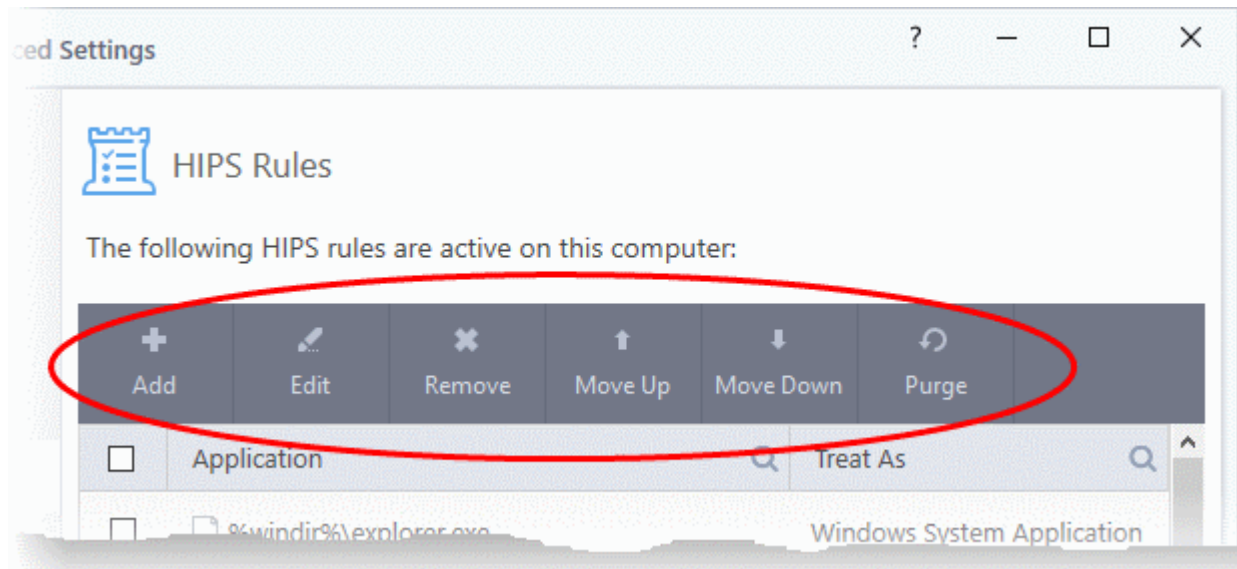 ced Settings
?
HIPS Rules
The following HIPS rules are active on this computer:
Add Edit Remove Move Up Move Down Purge
Application Treat As
%windir%\explorer.exe Windows System Application